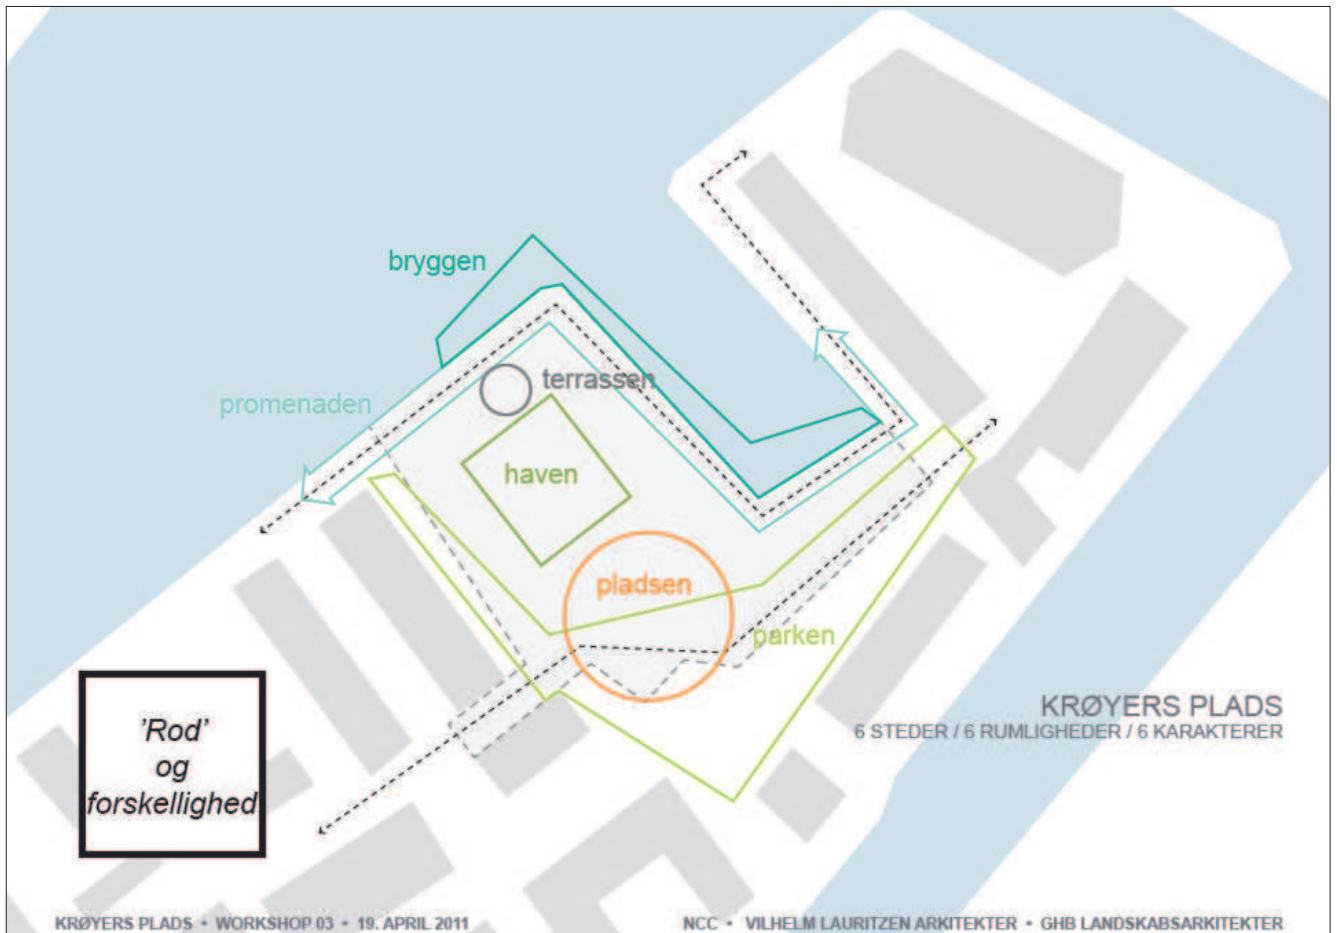 bryggen
terrassen
promenaden
haven
pladsen
parken
'Rod'
og
forskellighed
KRØYERS PLADS
6 STEDER / 6 RUMLIGHEDER / 6 KARAKTERER
KRØYERS PLADS • WORKSHOP 03 • 19. APRIL 2011
NCC • VILHELM LAURITZEN ARKITEKTER • GHB LANDSKABSARKITEKTER